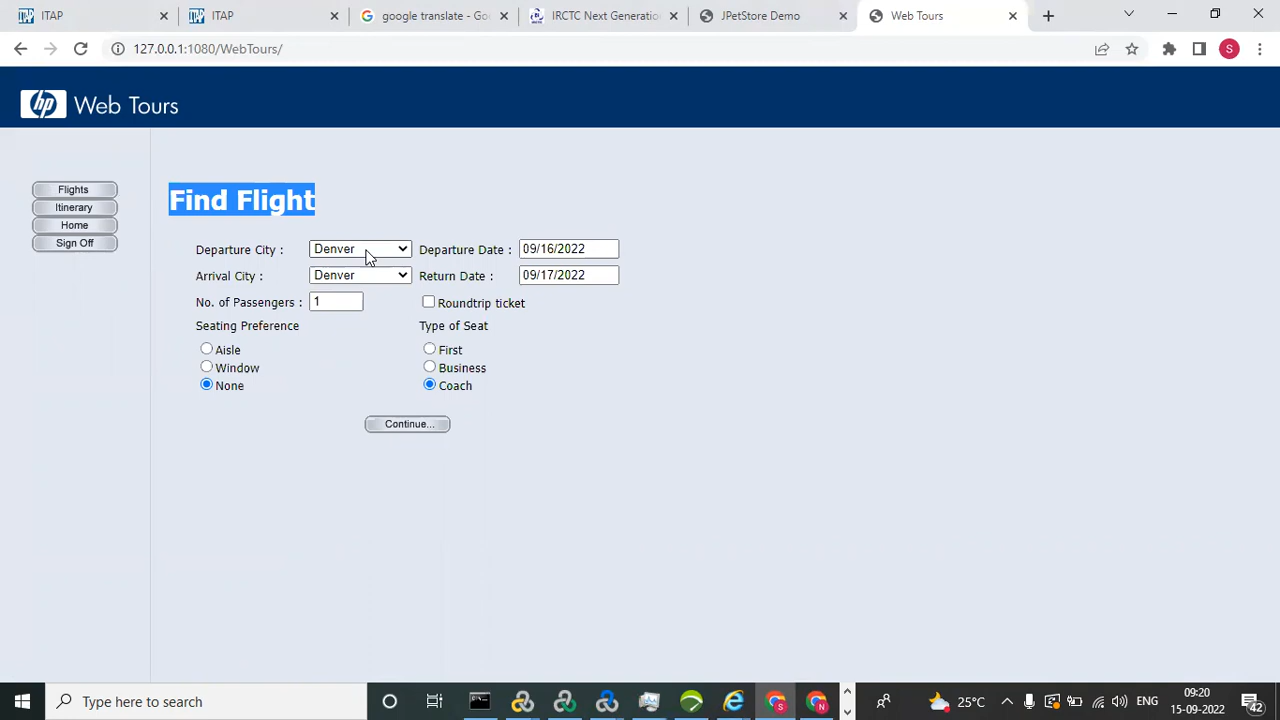 ITAP
ITAP
google translate - Go
IRCTC Next Generatio
JPetStore Demo
Web Tours
127.0.0.1:1080/WebTours/
S
hp Web Tours
Flights
Itinerary
Home
Sign Off
Find Flight
Departure City : Denver Departure Date : 09/16/2022
Arrival City : Denver Return Date : 09/17/2022
No. of Passengers : 1 Roundtrip ticket
Seating Preference Type of Seat
Aisle First
Window Business
None Coach
Continue...
Type here to search
S
N
25°C
ENG
09:20
15-09-2022
42